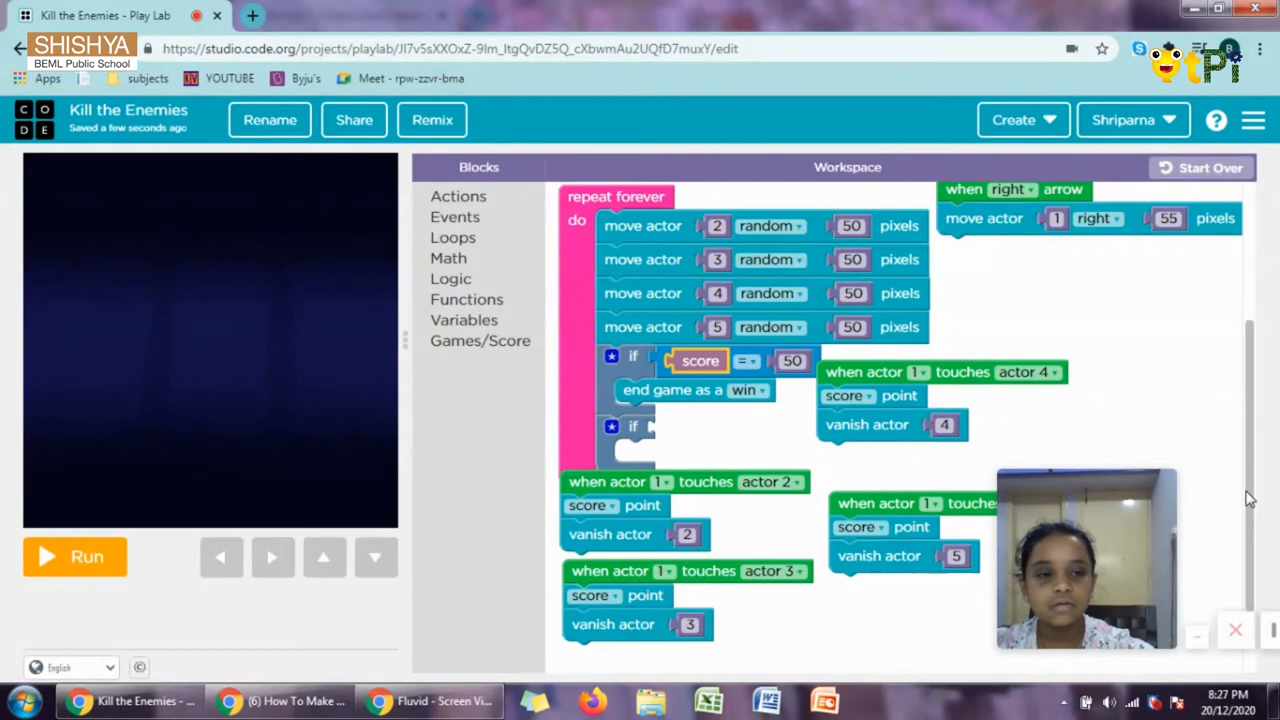 Kill the Enemies - Play Lab
SHISHYA
BEML Public School
https://studio.code.org/projects/playlab/JI7v5sXXOxZ-9Im_ItgQvDZ5Q_cXbwmAu2UQfD7muxY/edit
B
tPi
Apps
subjects
YOUTUBE
Byju's
Meet - rpw-zzvr-bma
C O
D E
Kill the Enemies
Saved a few seconds ago
Rename
Share
Remix
Create
Shriparna
?
Blocks
Workspace
Start Over
Actions
Events
Loops
Math
Logic
Functions
Variables
Games/Score
repeat forever
do
move actor 2 random 50 pixels
move actor 3 random 50 pixels
move actor 4 random 50 pixels
move actor 5 random 50 pixels
if score = 50
end game as a win
if
when right arrow
move actor 1 right 55 pixels
when actor 1 touches actor 4
score point
vanish actor 4
when actor 1 touches actor 2
score point
vanish actor 2
when actor 1 touche
score point
vanish actor 5
when actor 1 touches actor 3
score point
vanish actor 3
Run
English
©
Kill the Enemies - ...
(6) How To Make ...
Fluvid - Screen Vi...
8:27 PM
20/12/2020